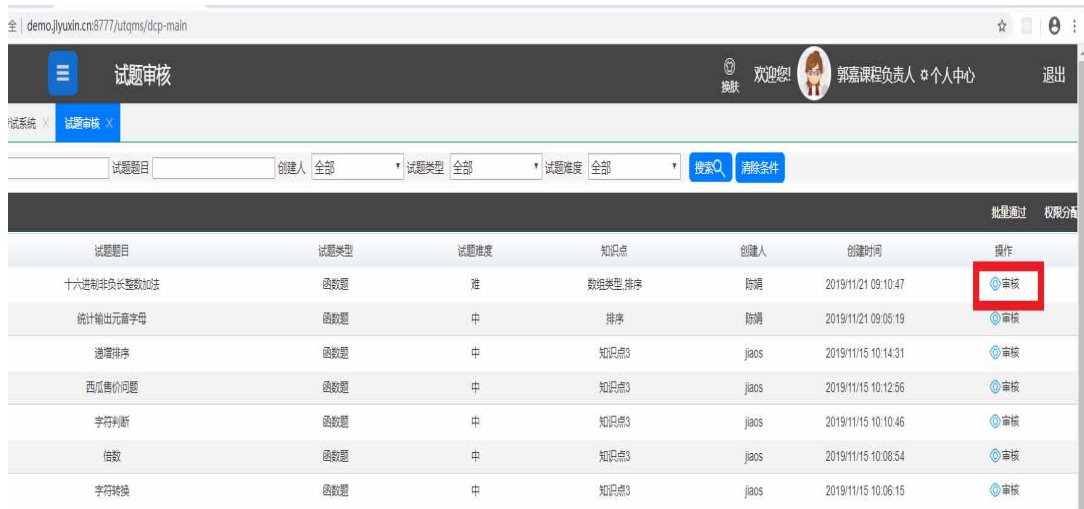 全 | demo.jlyuxin.cn:8777/utqms/dcp-main
试题审核 换肤 欢迎您! 郭嘉课程负责人 个人中心 退出
考试系统 × 试题审核 ×
试题题目 创建人 全部 试题类型 全部 试题难度 全部 搜索 清除条件
批量通过 权限分配
试题题目 试题类型 试题难度 知识点 创建人 创建时间 操作
十六进制非负长整数加法 函数题 难 数组类型,排序 陈娟 2019/11/21 09:10:47 审核
统计输出元音字母 函数题 中 排序 陈娟 2019/11/21 09:05:19 审核
递增排序 函数题 中 知识点3 jiaos 2019/11/15 10:14:31 审核
西瓜售价问题 函数题 中 知识点3 jiaos 2019/11/15 10:12:56 审核
字符判断 函数题 中 知识点3 jiaos 2019/11/15 10:10:46 审核
倍数 函数题 中 知识点3 jiaos 2019/11/15 10:08:54 审核
字符转换 函数题 中 知识点3 jiaos 2019/11/15 10:06:15 审核